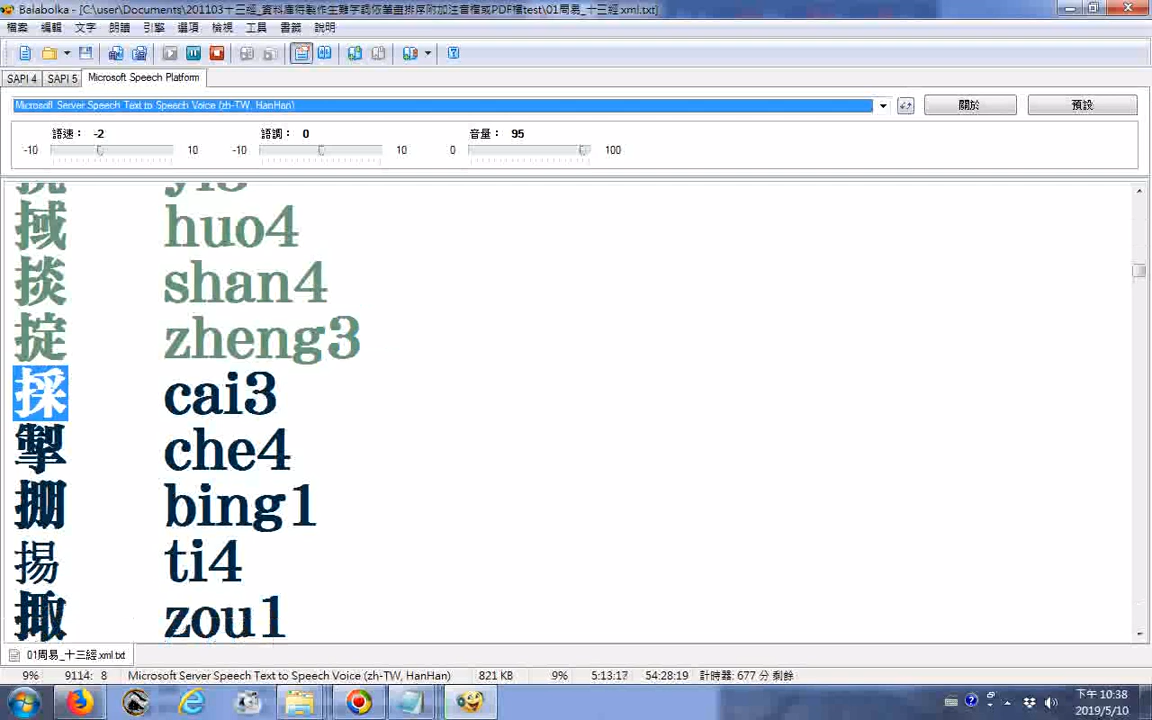 Balabolka - [C:\user\Documents\201103十三經_資料庫待製作生難字詞依筆畫排序附加注音檔或PDF檔test\01周易_十三經.xml.txt]
檔案 編輯 文字 朗讀 引擎 選項 檢視 工具 書籤 說明
SAPI 4 SAPI 5 Microsoft Speech Platform
Microsoft Server Speech Text to Speech Voice (zh-TW, HanHan) 關於 預設
語速： -2 語調： 0 音量： 95
-10 10 -10 10 0 100
yi3
掝 huo4
掞 shan4
掟 zheng3
採 cai3
掣 che4
掤 bing1
掦 ti4
掫 zou1
01周易_十三經.xml.txt
9% 9114: 8 Microsoft Server Speech Text to Speech Voice (zh-TW, HanHan) 821 KB .9% 5:13:17 54:28:19 計時器: 677 分 剩餘
下午 10:38
2019/5/10